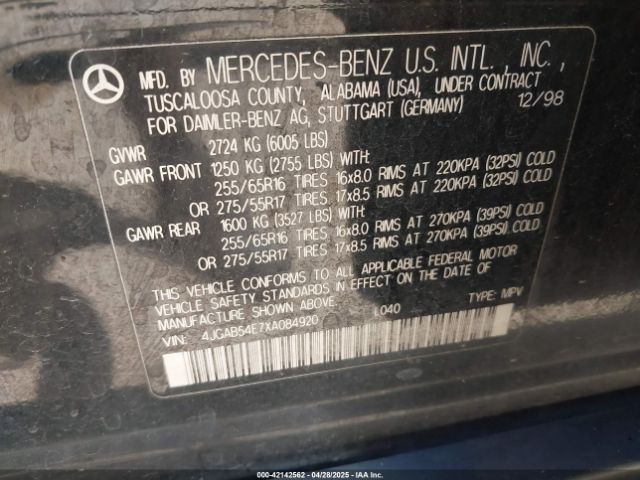 MFD. BY MERCEDES-BENZ U.S. INTL., INC.,
TUSCALOOSA COUNTY, ALABAMA (USA), UNDER CONTRACT
FOR DAIMLER-BENZ AG, STUTTGART (GERMANY) 12/98
GVWR 2724 KG (6005 LBS)
GAWR FRONT 1250 KG (2755 LBS) WITH:
255/65R16 TIRES 16x8.0 RIMS AT 220KPA (32PSI) COLD
OR 275/55R17 TIRES 17x8.5 RIMS AT 220KPA (32PSI) COLD
GAWR REAR 1600 KG (3527 LBS) WITH:
255/65R16 TIRES 16x8.0 RIMS AT 270KPA (39PSI) COLD
OR 275/55R17 TIRES 17x8.5 RIMS AT 270KPA (39PSI) COLD
THIS VEHICLE CONFORMS TO ALL APPLICABLE FEDERAL MOTOR
VEHICLE SAFETY STANDARDS IN EFFECT ON THE DATE OF
MANUFACTURE SHOWN ABOVE.
VIN: 4JGAB54E7XA084920 L040 TYPE: MPV
000-42142562 - 04/28/2025 - IAA Inc.